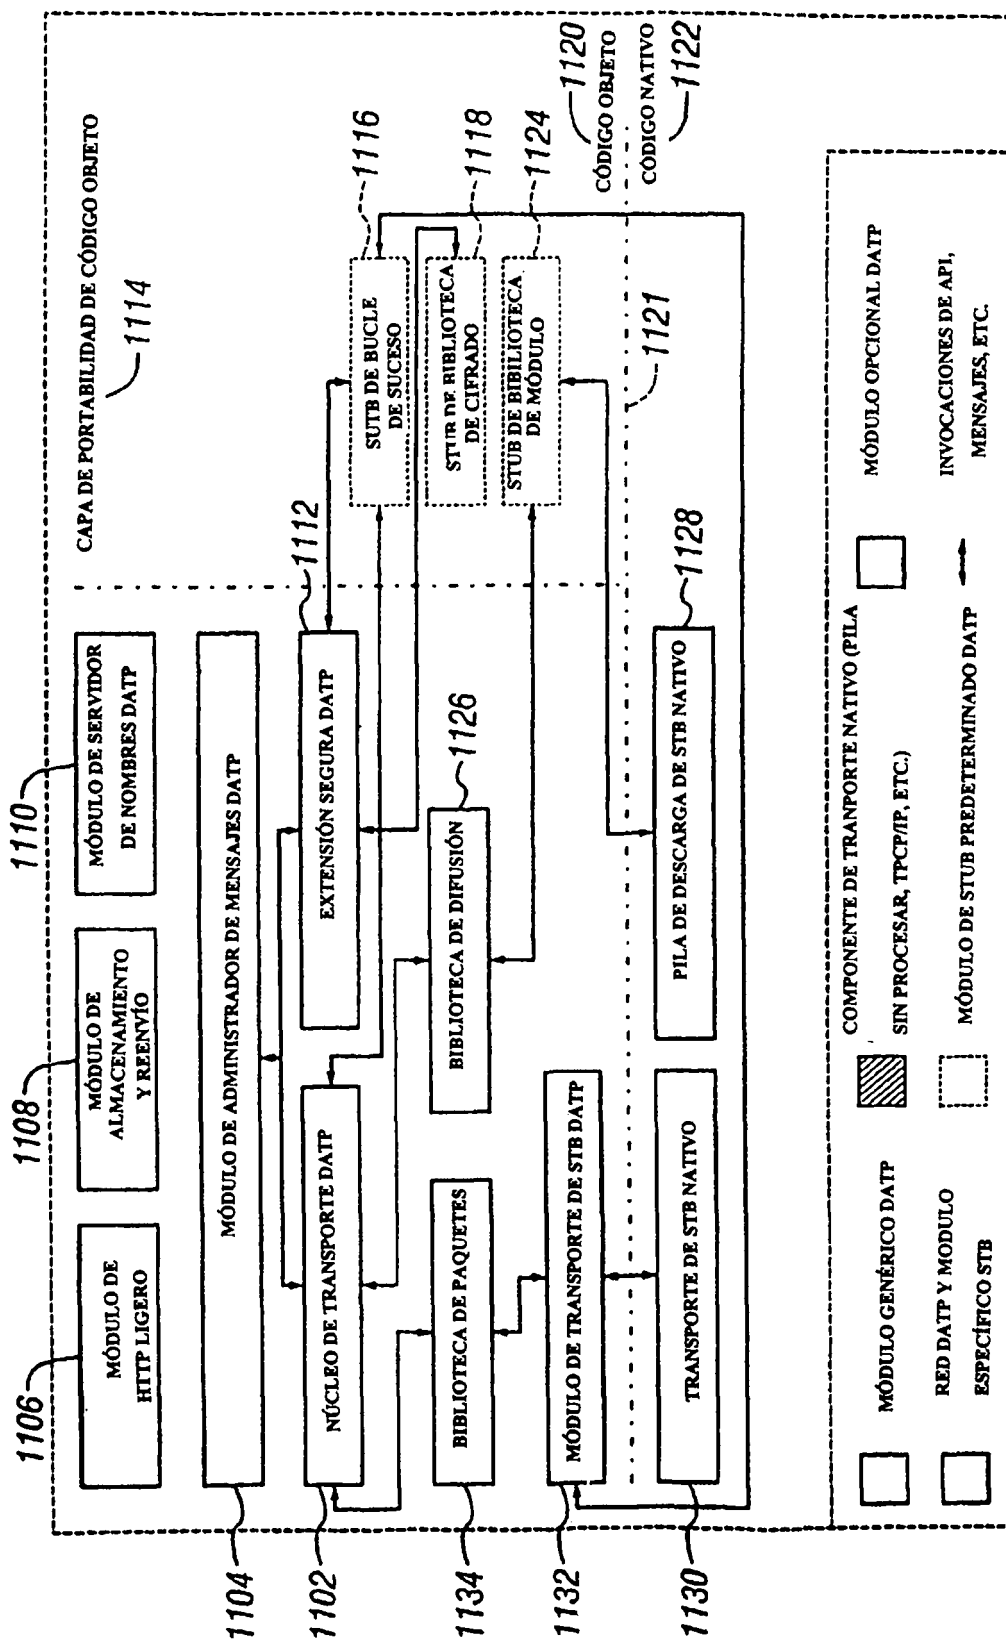 1106
1108
1110
MÓDULO DE
HTTP LIGERO
MÓDULO DE
ALMACENAMIENTO
Y REENVÍO
MÓDULO DE SERVIDOR
DE NOMBRES DATP
CAPA DE PORTABILIDAD DE CÓDIGO OBJETO
1114
1104
MÓDULO DE ADMINISTRADOR DE MENSAJES DATP
1102
NÚCLEO DE TRANSPORTE DATP
EXTENSIÓN SEGURA DATP
1112
SUTB DE BUCLE
DE SUCESO
1116
STUB DE BIBLIOTECA
DE CIFRADO
1118
STUB DE BIBILIOTECA
DE MÓDULO
1124
1134
BIBLIOTECA DE PAQUETES
BIBLIOTECA DE DIFUSIÓN
1126
1132
MÓDULO DE TRANSPORTE DE STB DATP
1120
CÓDIGO OBJETO
1121
CÓDIGO NATIVO
1122
1130
TRANSPORTE DE STB NATIVO
PILA DE DESCARGA DE STB NATIVO
1128
MÓDULO GENÉRICO DATP
COMPONENTE DE TRANPORTE NATIVO (PILA
SIN PROCESAR, TPCP/IP, ETC.)
MÓDULO OPCIONAL DATP
RED DATP Y MODULO
ESPECÍFICO STB
MÓDULO DE STUB PREDETERMINADO DATP
INVOCACIONES DE API,
MENSAJES, ETC.